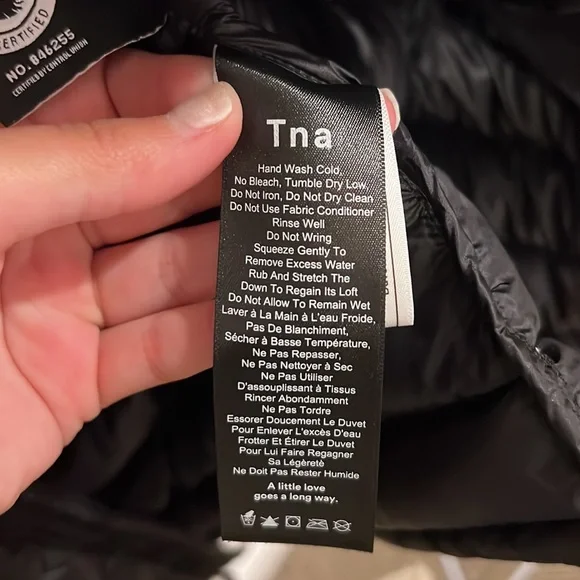 CERTIFIED
NO. 846255
CERTIFIED BY CONTROL UNION
Tna
Hand Wash Cold,
No Bleach, Tumble Dry Low,
Do Not Iron, Do Not Dry Clean
Do Not Use Fabric Conditioner
Rinse Well
Do Not Wring
Squeeze Gently To
Remove Excess Water
Rub And Stretch The
Down To Regain Its Loft
Do Not Allow To Remain Wet
Laver à La Main à L'eau Froide,
Pas De Blanchiment,
Sécher à Basse Température,
Ne Pas Repasser,
Ne Pas Nettoyer à Sec
Ne Pas Utiliser
D'assouplissant à Tissus
Rincer Abondamment
Ne Pas Tordre
Essorer Doucement Le Duvet
Pour Enlever L'excès D'eau
Frotter Et Étirer Le Duvet
Pour Lui Faire Regagner
Sa Légèreté
Ne Doit Pas Rester Humide
A little love
goes a long way.